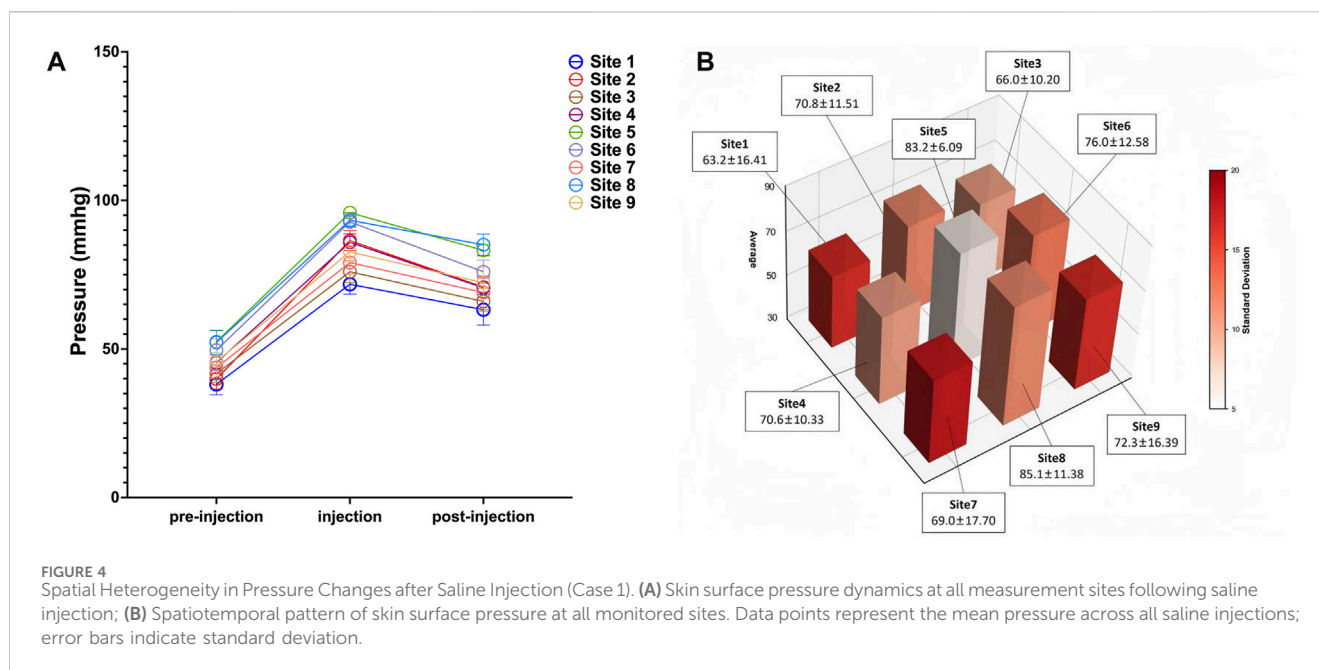 A
150
100
50
0
Pressure (mmhg)
pre-injection
injection
post-injection
Site 1
Site 2
Site 3
Site 4
Site 5
Site 6
Site 7
Site 8
Site 9
B
Site3
66.0±10.20
Site2
70.8±11.51
Site5
83.2±6.09
Site6
76.0±12.58
Site1
63.2±16.41
90
70
50
30
Average
Site4
70.6±10.33
Site9
72.3±16.39
Site8
85.1±11.38
Site7
69.0±17.70
20
15
10
5
Standard Deviation
FIGURE 4
Spatial Heterogeneity in Pressure Changes after Saline Injection (Case 1). (A) Skin surface pressure dynamics at all measurement sites following saline
injection; (B) Spatiotemporal pattern of skin surface pressure at all monitored sites. Data points represent the mean pressure across all saline injections;
error bars indicate standard deviation.